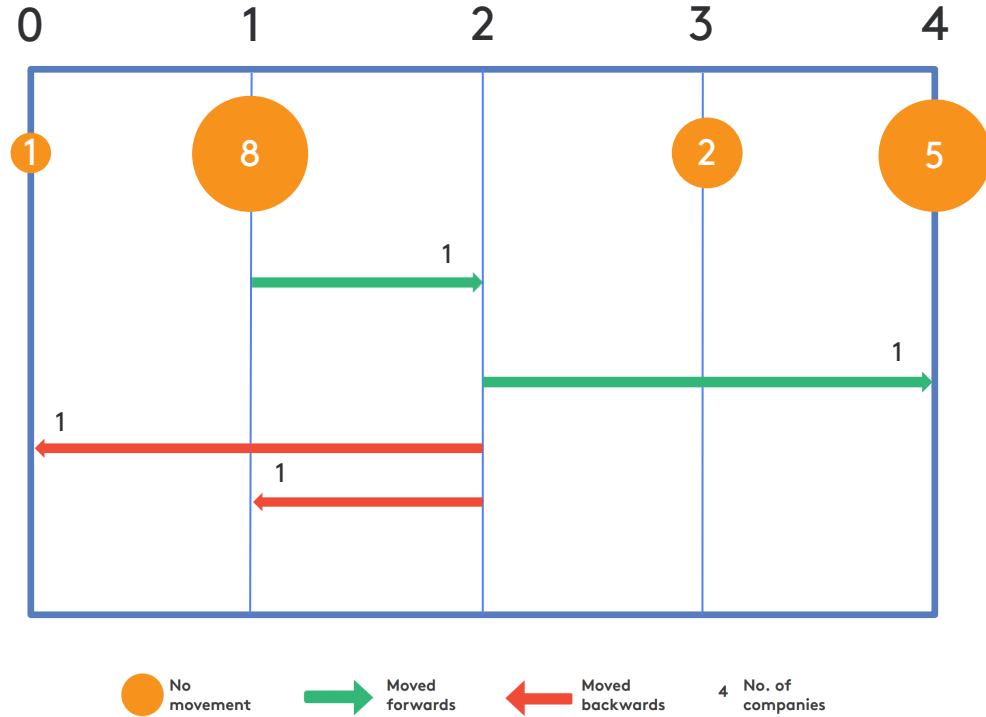 0 1 2 3 4
1 8 2 5
1
1
1
1
No movement
Moved forwards
Moved backwards
4 No. of companies